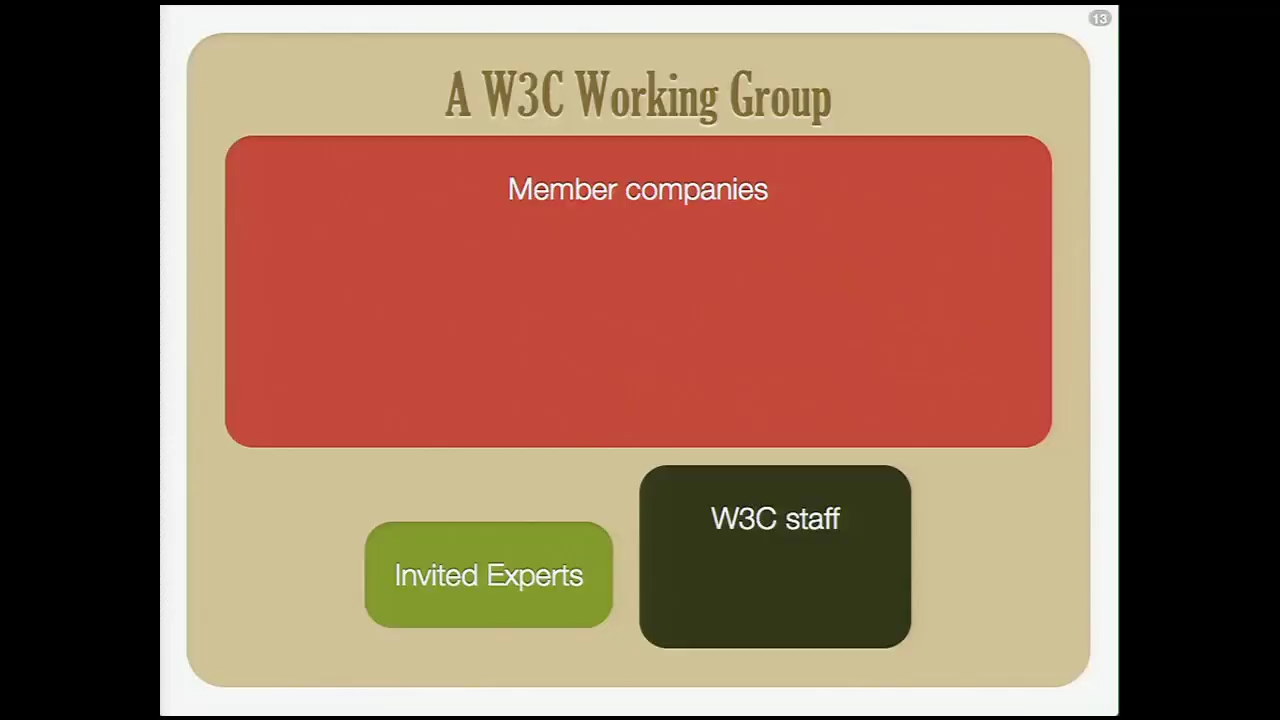 13
A W3C Working Group
Member companies
W3C staff
Invited Experts